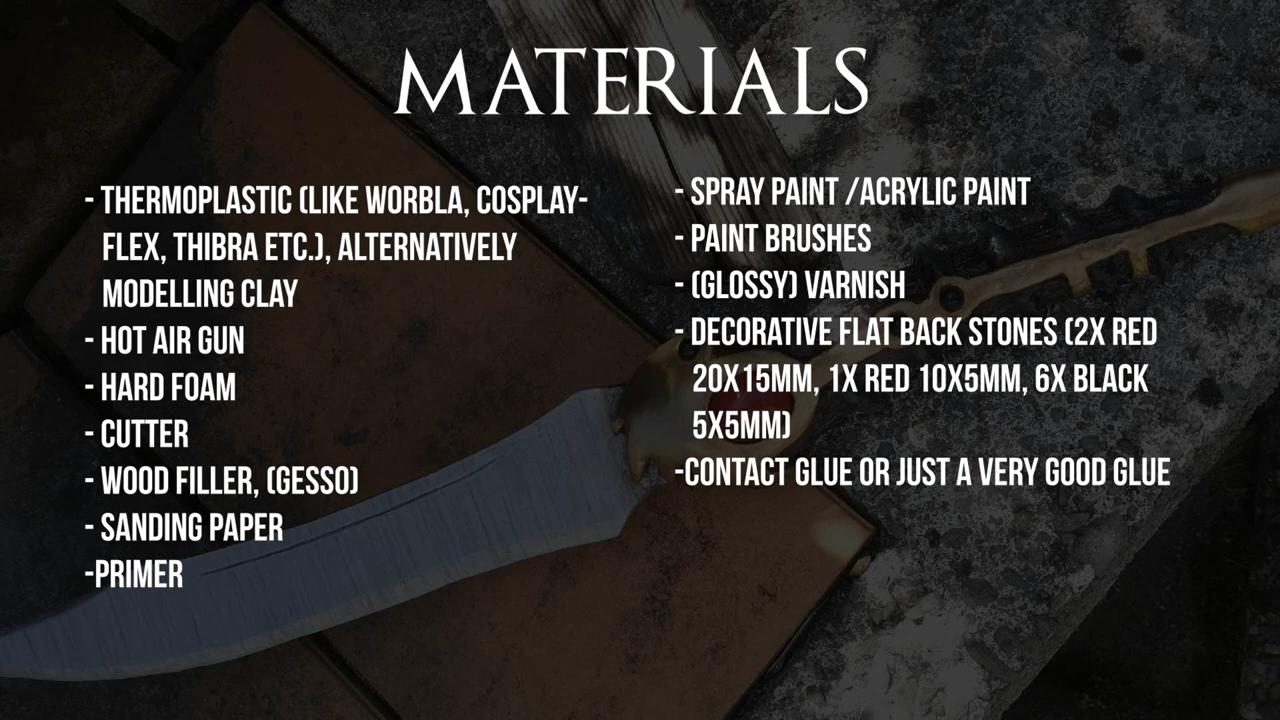 MATERIALS
- THERMOPLASTIC (LIKE WORBLA, COSPLAY-
FLEX, THIBRA ETC.), ALTERNATIVELY
MODELLING CLAY
- HOT AIR GUN
- HARD FOAM
- CUTTER
- WOOD FILLER, (GESSO)
- SANDING PAPER
-PRIMER
- SPRAY PAINT /ACRYLIC PAINT
- PAINT BRUSHES
- (GLOSSY) VARNISH
- DECORATIVE FLAT BACK STONES (2X RED
20X15MM, 1X RED 10X5MM, 6X BLACK
5X5MM)
-CONTACT GLUE OR JUST A VERY GOOD GLUE